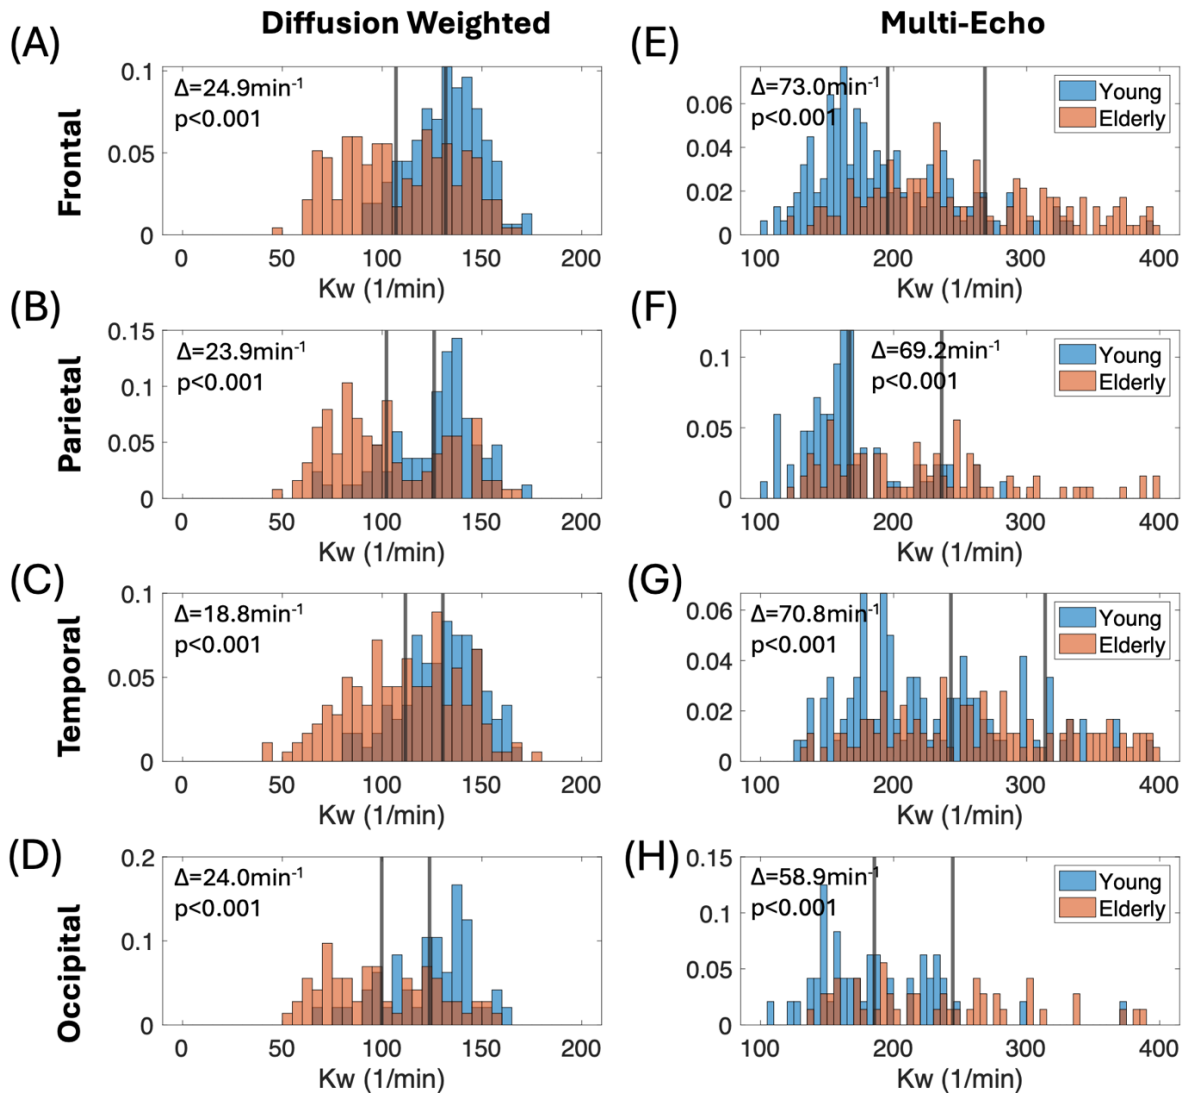 Diffusion Weighted
Multi-Echo
(A)
Frontal
Δ=24.9min⁻¹
p<0.001
0.1
0.05
0
0 50 100 150 200
Kw (1/min)
(E)
Δ=73.0min⁻¹
p<0.001
Young
Elderly
0.06
0.04
0.02
0
100 200 300 400
Kw (1/min)
(B)
Parietal
Δ=23.9min⁻¹
p<0.001
0.15
0.1
0.05
0
0 50 100 150 200
Kw (1/min)
(F)
Δ=69.2min⁻¹
p<0.001
Young
Elderly
0.1
0.05
0
100 200 300 400
Kw (1/min)
(C)
Temporal
Δ=18.8min⁻¹
p<0.001
0.1
0.05
0
0 50 100 150 200
Kw (1/min)
(G)
Δ=70.8min⁻¹
p<0.001
Young
Elderly
0.06
0.04
0.02
0
100 200 300 400
Kw (1/min)
(D)
Occipital
Δ=24.0min⁻¹
p<0.001
0.2
0.1
0
0 50 100 150 200
Kw (1/min)
(H)
Δ=58.9min⁻¹
p<0.001
Young
Elderly
0.15
0.1
0.05
0
100 200 300 400
Kw (1/min)